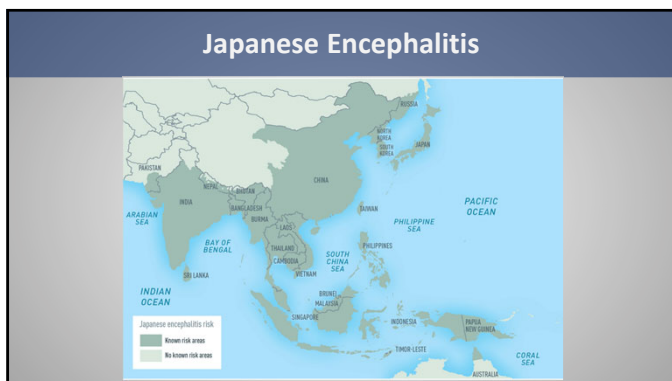 Japanese Encephalitis
RUSSIA
NORTH
KOREA
SOUTH
KOREA
JAPAN
CHINA
PAKISTAN
NEPAL
BHUTAN
INDIA
BANGLADESH
BURMA
TAIWAN
PACIFIC
OCEAN
ARABIAN
SEA
PHILIPPINE
SEA
LAOS
BAY OF
BENGAL
THAILAND
CAMBODIA
VIETNAM
SOUTH
CHINA
SEA
PHILIPPINES
SRI LANKA
INDIAN
OCEAN
BRUNEI
MALAYSIA
SINGAPORE
INDONESIA
PAPUA
NEW GUINEA
TIMOR-LESTE
CORAL
SEA
AUSTRALIA
Japanese encephalitis risk
Known risk areas
No known risk areas